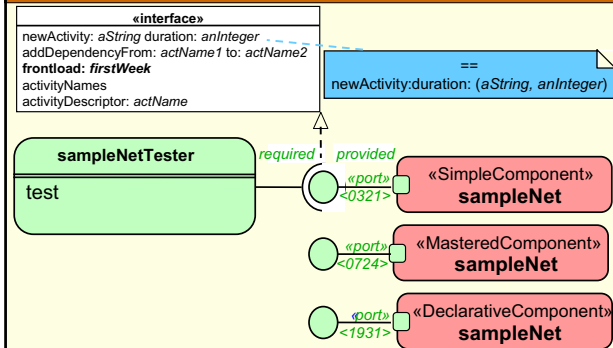 «interface»
newActivity: aString duration: anInteger
addDependencyFrom: actName1 to: actName2
frontload: firstWeek
activityNames
activityDescriptor: actName
==
newActivity:duration: (aString, anInteger)
sampleNetTester
test
required provided
«port»
<0321>
«SimpleComponent»
sampleNet
«port»
<0724>
«MasteredComponent»
sampleNet
«port»
<1931>
«DeclarativeComponent»
sampleNet